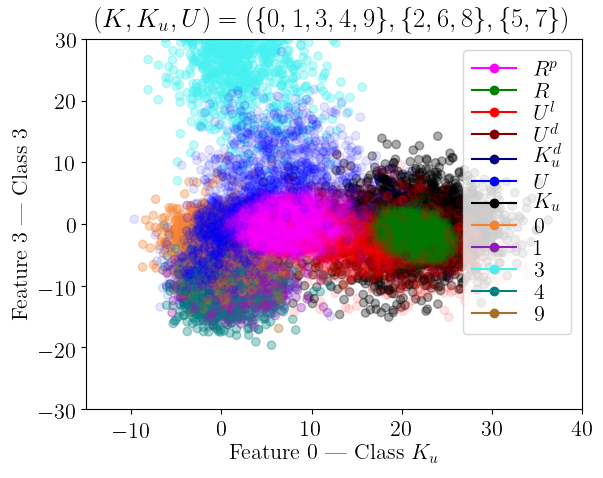 (K, K_u, U) = ({0, 1, 3, 4, 9}, {2, 6, 8}, {5, 7})
30
20
10
0
−10
−20
−30
Feature 3 — Class 3
R^p
R
U^l
U^d
K_u^d
U
K_u
0
1
3
4
9
−10
0
10
20
30
40
Feature 0 — Class K_u